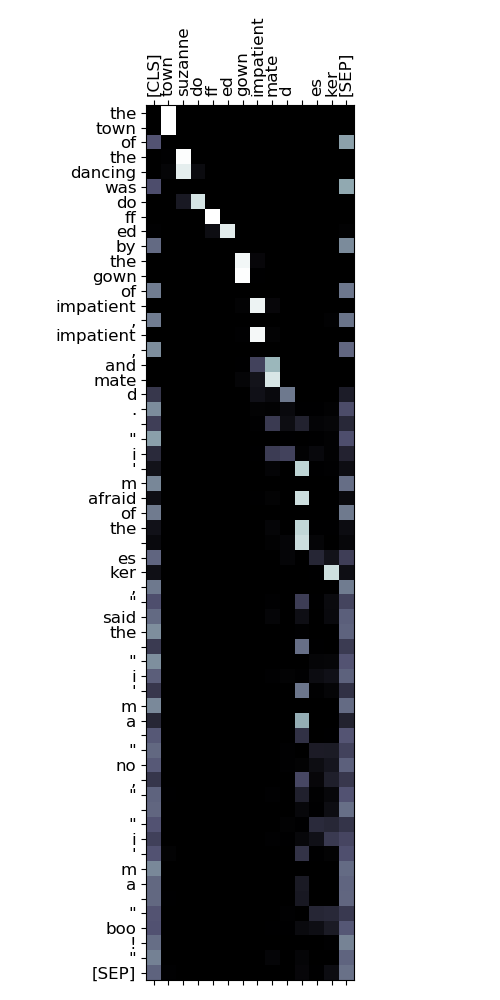 [CLS]
town
suzanne
do
ff
ed
gown
impatient
mate
d
es
ker
[SEP]
the
town
of
the
dancing
was
do
ff
ed
by
the
gown
of
impatient
,
impatient
,
and
mate
d
.
"
i
'
m
afraid
of
the
es
ker
,
"
said
the
"
i
'
m
a
"
no
,
"
"
i
'
m
a
"
boo
!
"
[SEP]